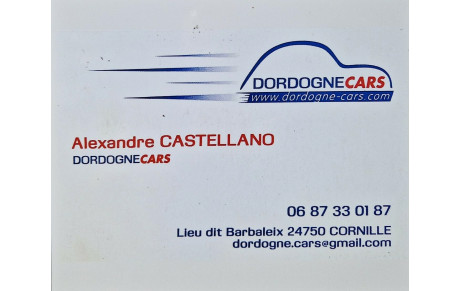 DORDOGNECARS
www.dordogne-cars.com
Alexandre CASTELLANO
DORDOGNECARS
06 87 33 01 87
Lieu dit Barbaleix 24750 CORNILLE
dordogne.cars@gmail.com